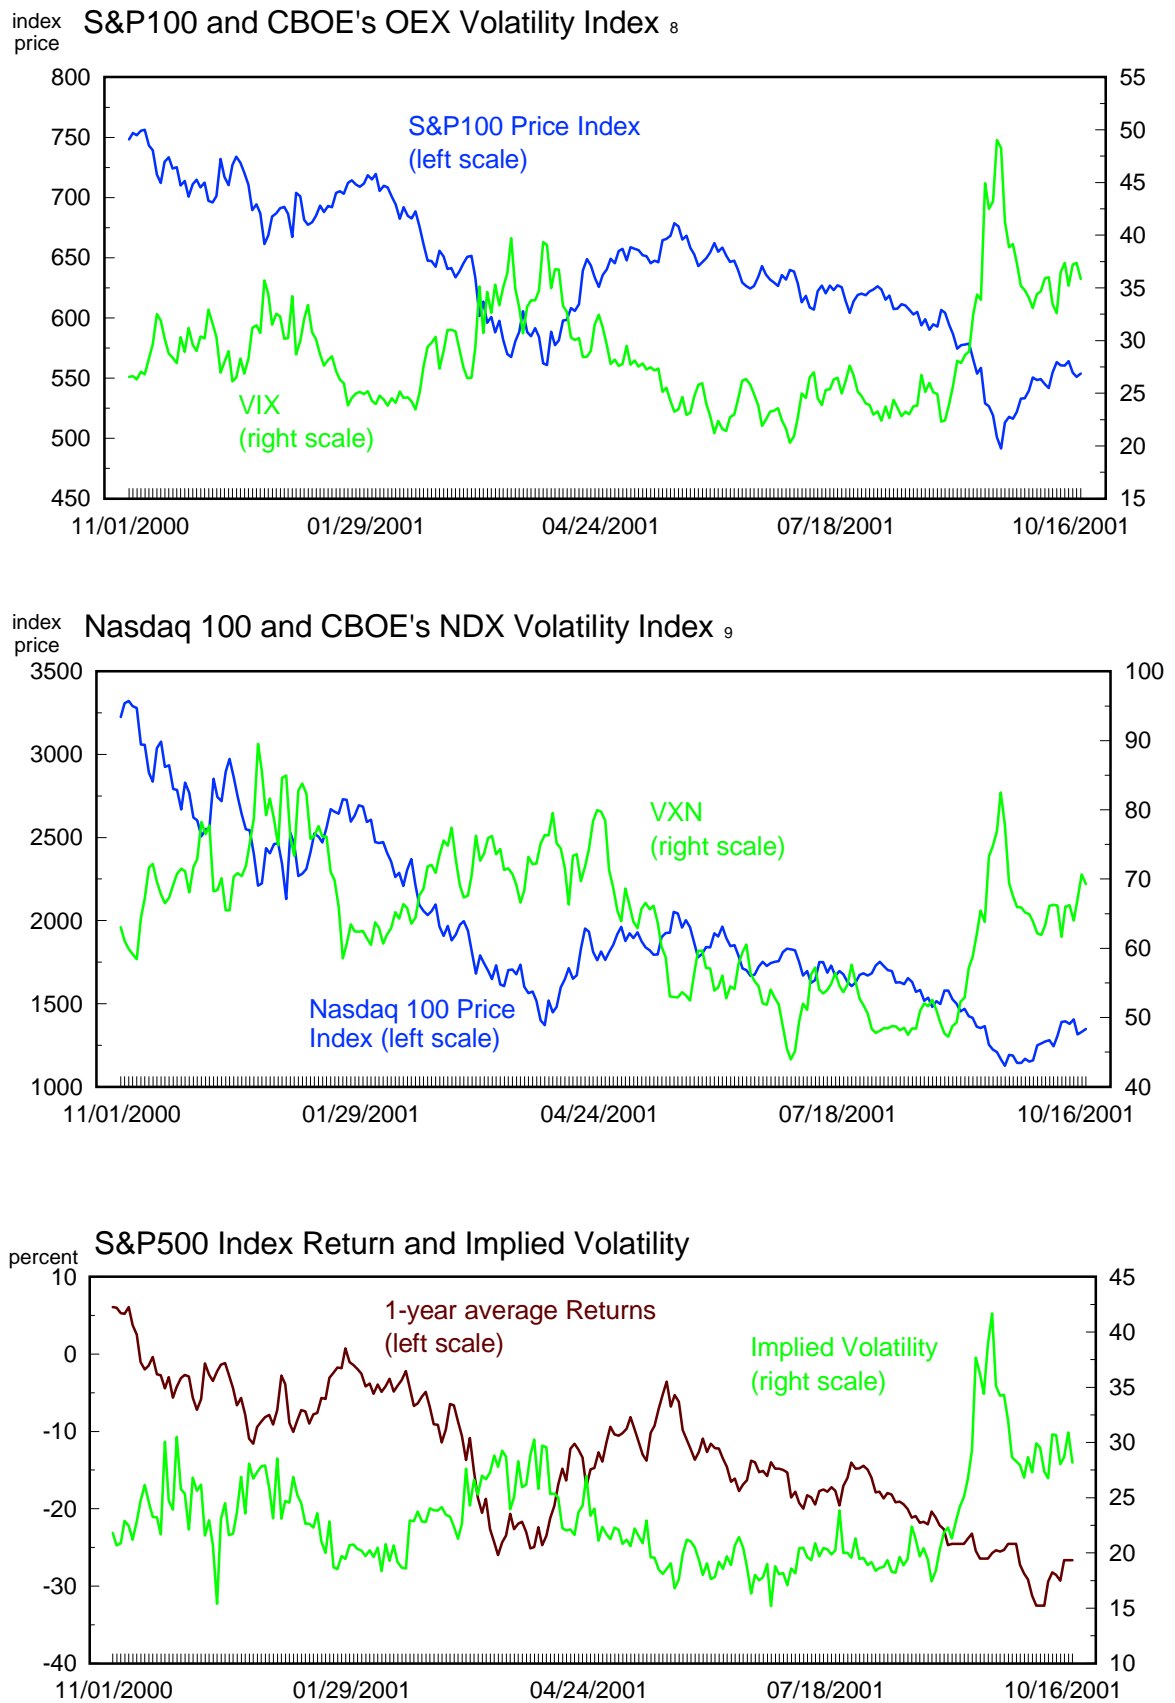 index
price
S&P100 and CBOE's OEX Volatility Index 8
800
750
700
650
600
550
500
450
55
50
45
40
35
30
25
20
15
S&P100 Price Index
(left scale)
VIX
(right scale)
11/01/2000 01/29/2001 04/24/2001 07/18/2001 10/16/2001
index
price
Nasdaq 100 and CBOE's NDX Volatility Index 9
3500
3000
2500
2000
1500
1000
100
90
80
70
60
50
40
VXN
(right scale)
Nasdaq 100 Price
Index (left scale)
11/01/2000 01/29/2001 04/24/2001 07/18/2001 10/16/2001
percent
S&P500 Index Return and Implied Volatility
10
0
-10
-20
-30
-40
45
40
35
30
25
20
15
10
1-year average Returns
(left scale)
Implied Volatility
(right scale)
11/01/2000 01/29/2001 04/24/2001 07/18/2001 10/16/2001